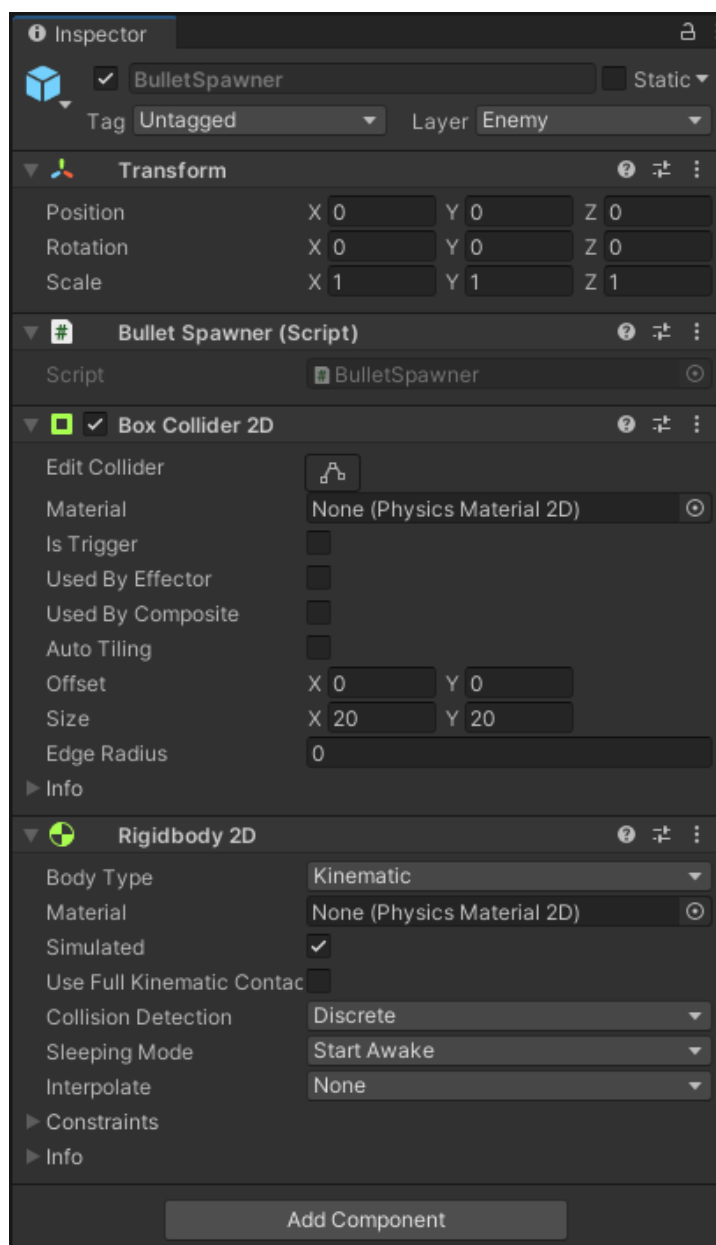 Inspector
BulletSpawner Static
Tag Untagged Layer Enemy
Transform
Position X 0 Y 0 Z 0
Rotation X 0 Y 0 Z 0
Scale X 1 Y 1 Z 1
# Bullet Spawner (Script)
Script # BulletSpawner
Box Collider 2D
Edit Collider
Material None (Physics Material 2D)
Is Trigger
Used By Effector
Used By Composite
Auto Tiling
Offset X 0 Y 0
Size X 20 Y 20
Edge Radius 0
Info
Rigidbody 2D
Body Type Kinematic
Material None (Physics Material 2D)
Simulated
Use Full Kinematic Contac
Collision Detection Discrete
Sleeping Mode Start Awake
Interpolate None
Constraints
Info
Add Component